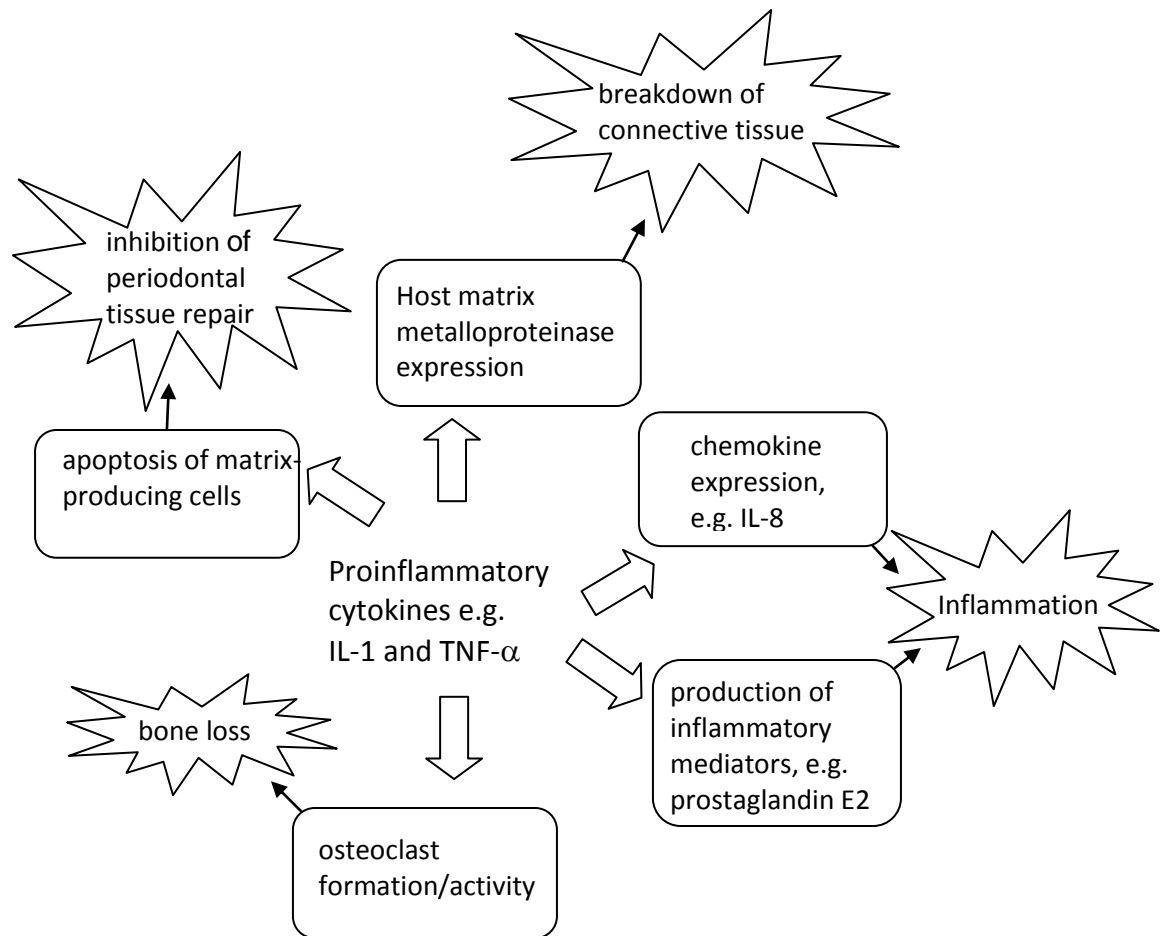 breakdown of
connective tissue
inhibition of
periodontal
tissue repair
Host matrix
metalloproteinase
expression
apoptosis of matrix-
producing cells
chemokine
expression,
e.g. IL-8
Proinflammatory
cytokines e.g.
IL-1 and TNF-α
Inflammation
production of
inflammatory
mediators, e.g.
prostaglandin E2
bone loss
osteoclast
formation/activity